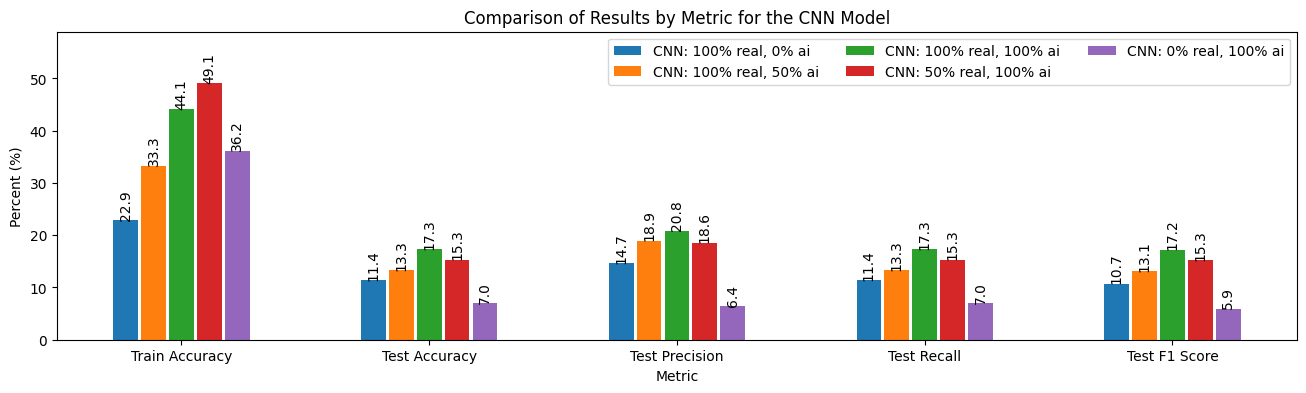 Comparison of Results by Metric for the CNN Model
CNN: 100% real, 0% ai
CNN: 100% real, 50% ai
CNN: 100% real, 100% ai
CNN: 50% real, 100% ai
CNN: 0% real, 100% ai
Percent (%)
50
40
30
20
10
0
22.9
33.3
44.1
49.1
36.2
11.4
13.3
17.3
15.3
7.0
14.7
18.9
20.8
18.6
6.4
11.4
13.3
17.3
15.3
7.0
10.7
13.1
17.2
15.3
5.9
Train Accuracy
Test Accuracy
Test Precision
Test Recall
Test F1 Score
Metric